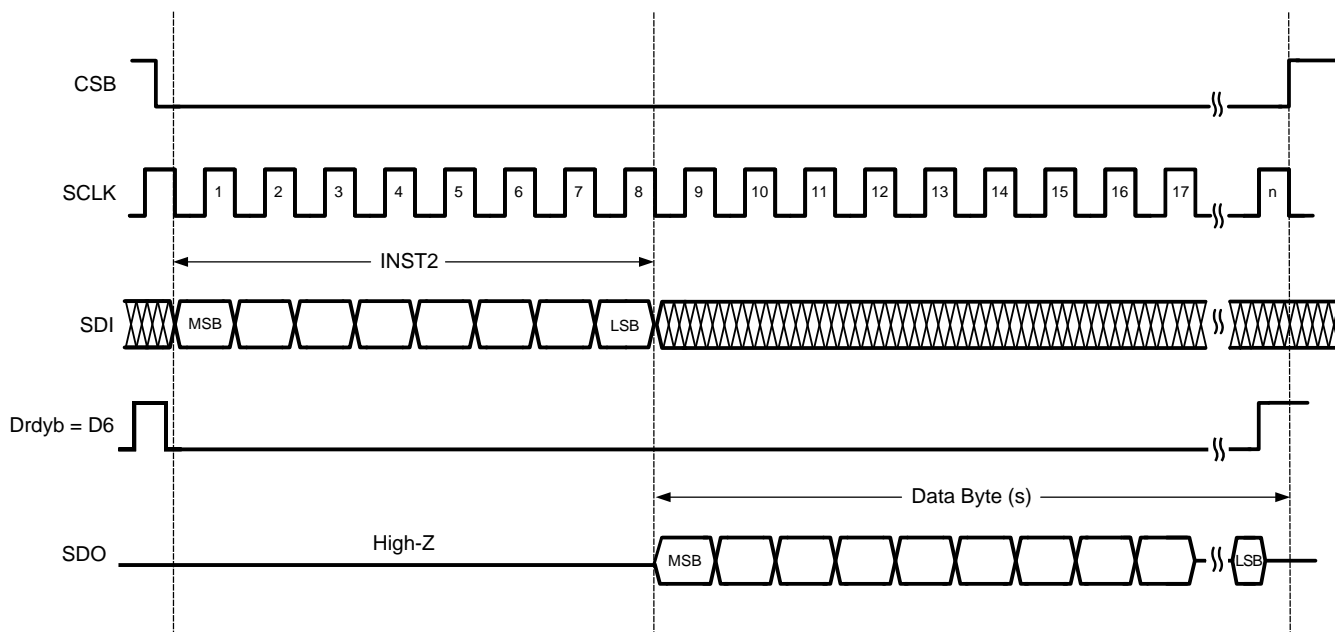 CSB
SCLK
1 2 3 4 5 6 7 8 9 10 11 12 13 14 15 16 17 n
INST2
SDI
MSB LSB
Drdyb = D6
Data Byte (s)
SDO
High-Z
MSB LSB